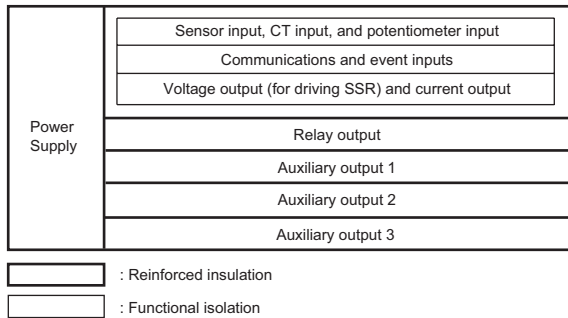 Sensor input, CT input, and potentiometer input
Communications and event inputs
Voltage output (for driving SSR) and current output
Power
Supply
Relay output
Auxiliary output 1
Auxiliary output 2
Auxiliary output 3
: Reinforced insulation
: Functional isolation